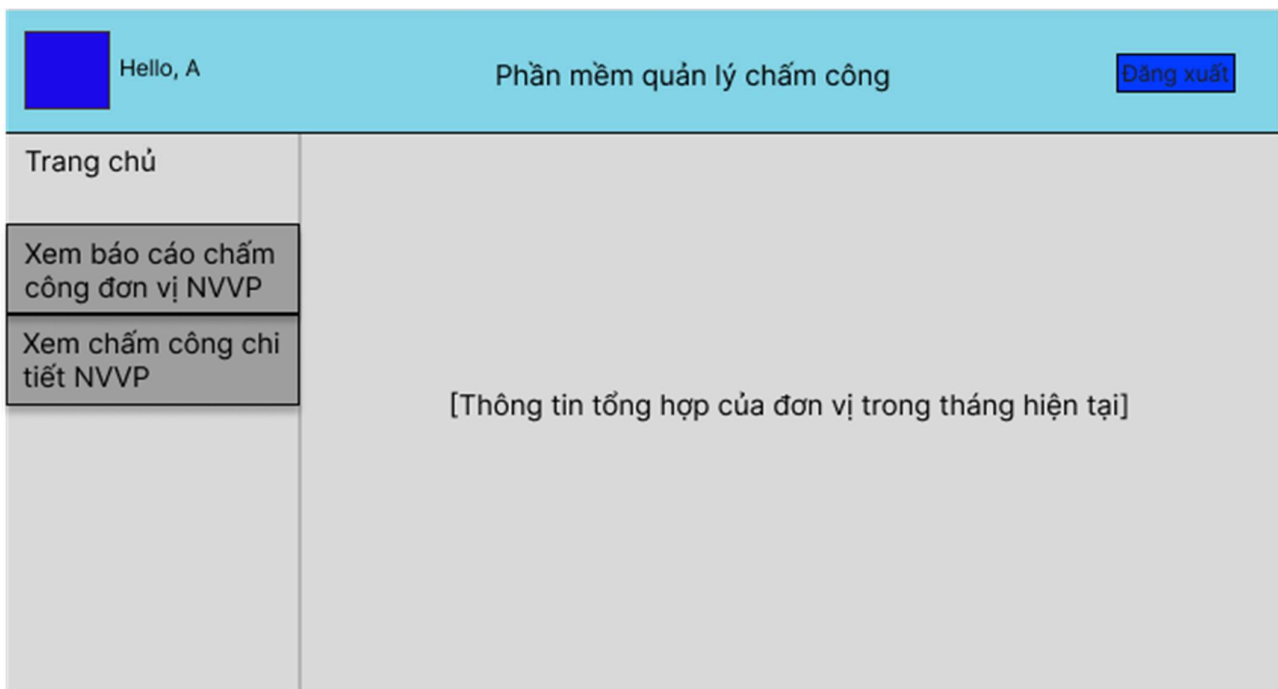 Hello, A
Phần mềm quản lý chấm công
Đăng xuất
Trang chủ
Xem báo cáo chấm
công đơn vị NVVP
Xem chấm công chi
tiết NVVP
[Thông tin tổng hợp của đơn vị trong tháng hiện tại]